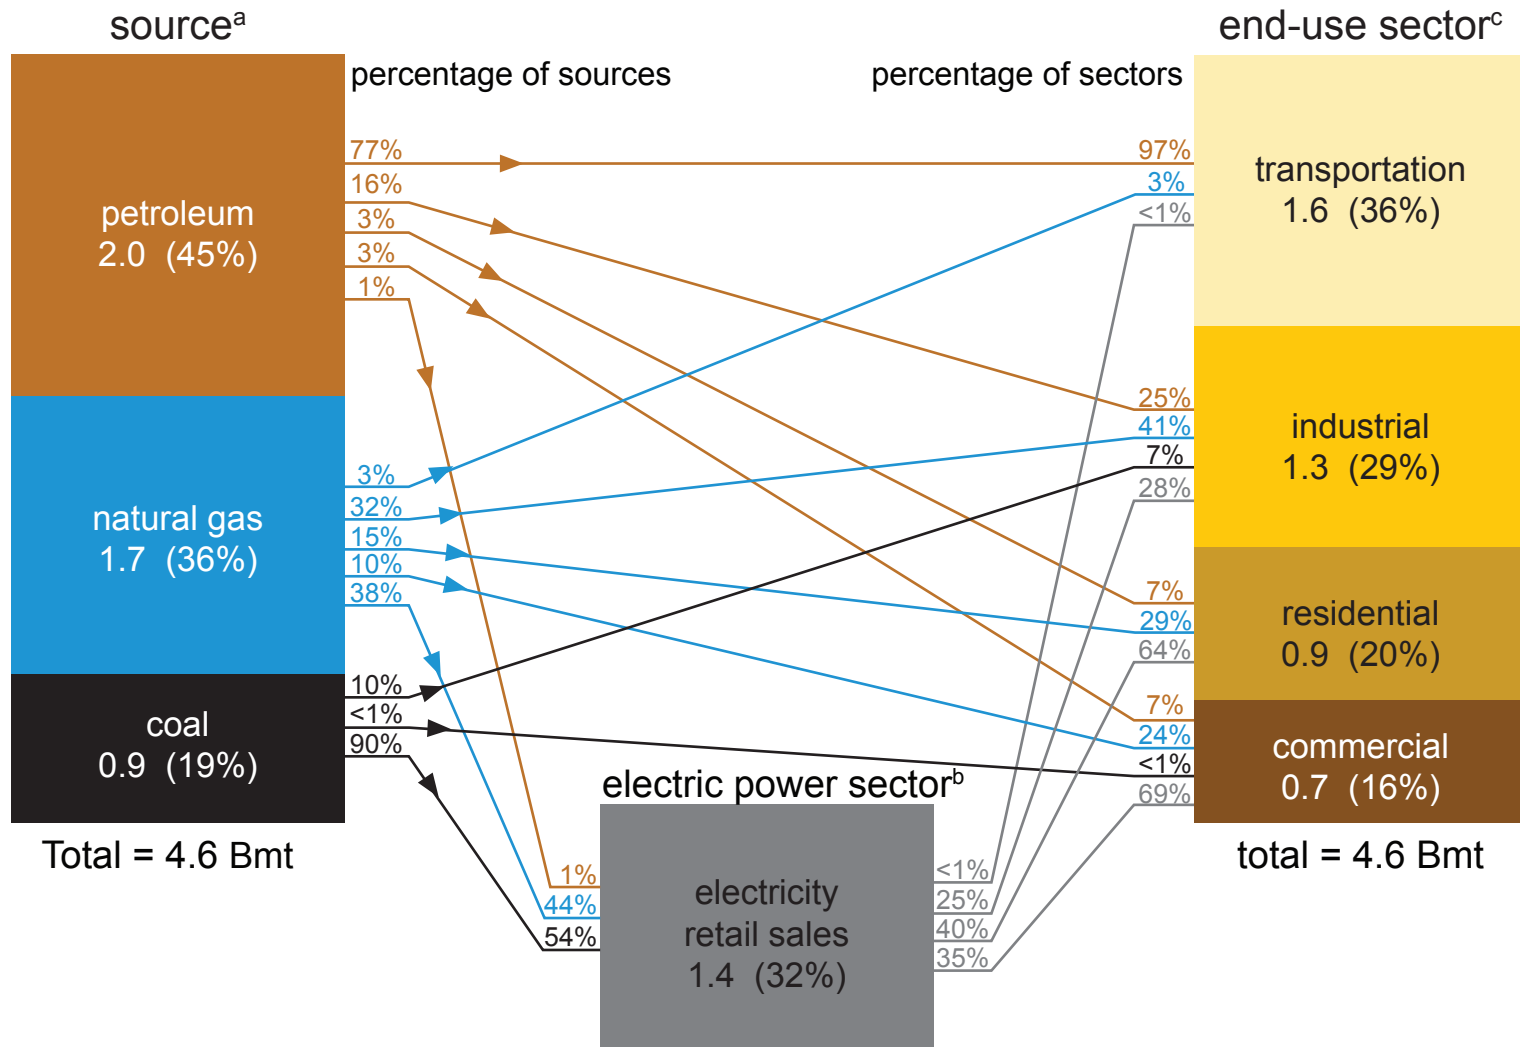 sourceᵃ
percentage of sources
petroleum
2.0 (45%)
77%
16%
3%
3%
1%
natural gas
1.7 (36%)
3%
32%
15%
10%
38%
coal
0.9 (19%)
10%
<1%
90%
Total = 4.6 Bmt
electric power sectorᵇ
1%
44%
54%
electricity
retail sales
1.4 (32%)
<1%
25%
40%
35%
end-use sectorᶜ
percentage of sectors
97%
3%
<1%
transportation
1.6 (36%)
25%
41%
7%
28%
industrial
1.3 (29%)
7%
29%
64%
residential
0.9 (20%)
7%
24%
<1%
69%
commercial
0.7 (16%)
total = 4.6 Bmt